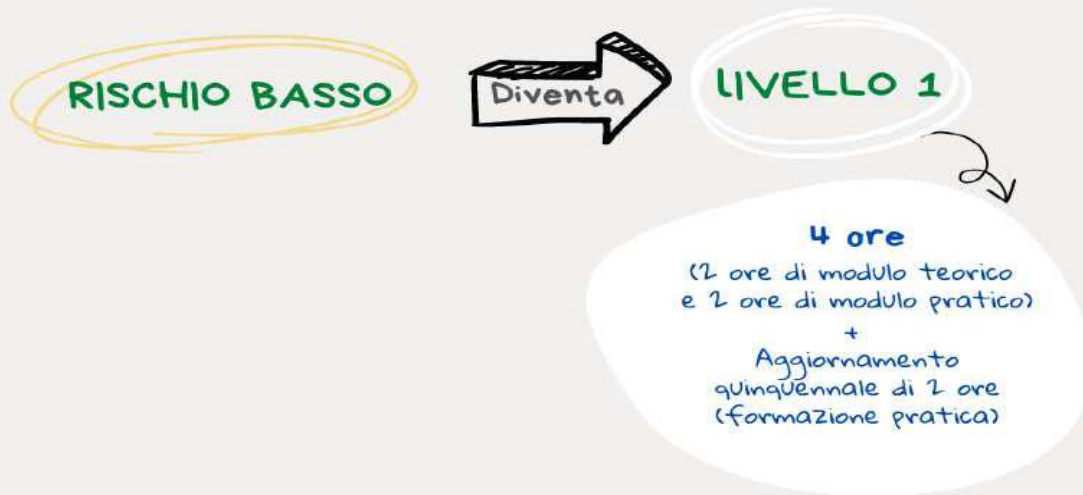 RISCHIO BASSO
Diventa
LIVELLO 1
4 ore
(2 ore di modulo teorico
e 2 ore di modulo pratico)
+
Aggiornamento
quinquennale di 2 ore
(formazione pratica)